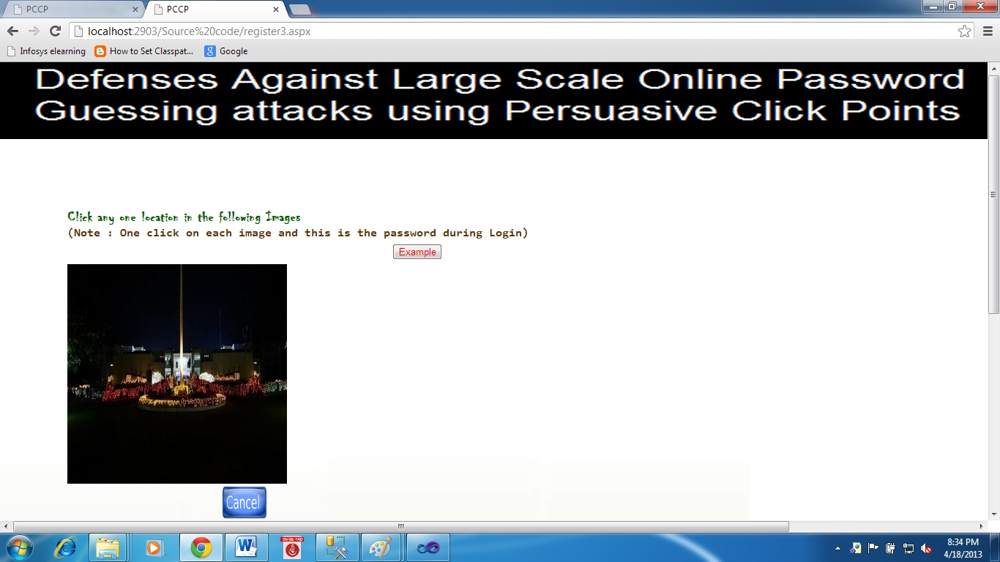 PCCP
PCCP
localhost:2903/Source%20code/register3.aspx
Infosys elearning
How to Set Classpat...
Google
Defenses Against Large Scale Online Password
Guessing attacks using Persuasive Click Points
Click any one location in the following Images
(Note : One click on each image and this is the password during Login)
Example
Cancel
8:34 PM
4/18/2013